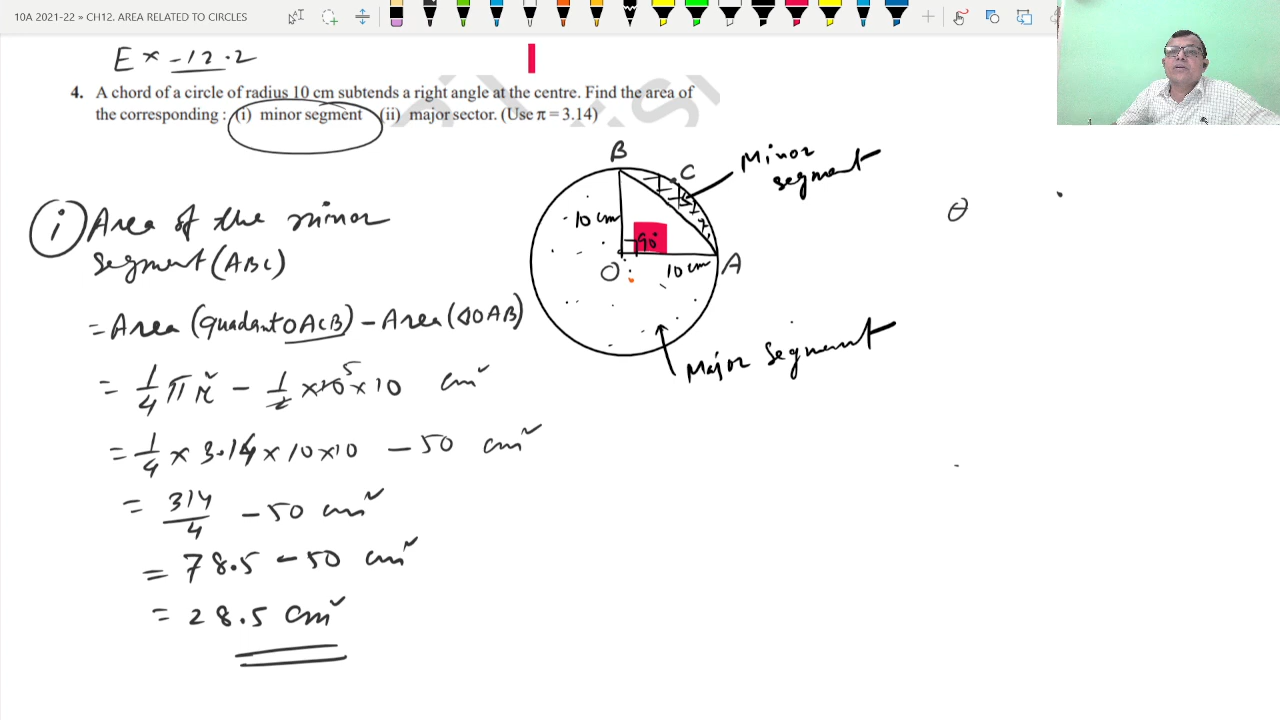 10A 2021-22 » CH12. AREA RELATED TO CIRCLES
Ex-12.2
4. A chord of a circle of radius 10 cm subtends a right angle at the centre. Find the area of
the corresponding : (i) minor segment (ii) major sector. (Use π = 3.14)
B
C
Minor
segment
10 cm
90°
O
10 cm
A
Major segment
θ
(i) Area of the minor
segment (ABC)
= Area (quadant OACB) - Area (△OAB)
= 1/4 πr² - 1/2 × 10 5 × 10 cm²
= 1/4 × 3.14 × 10 × 10 - 50 cm²
= 314/4 - 50 cm²
= 78.5 - 50 cm²
= 28.5 cm²